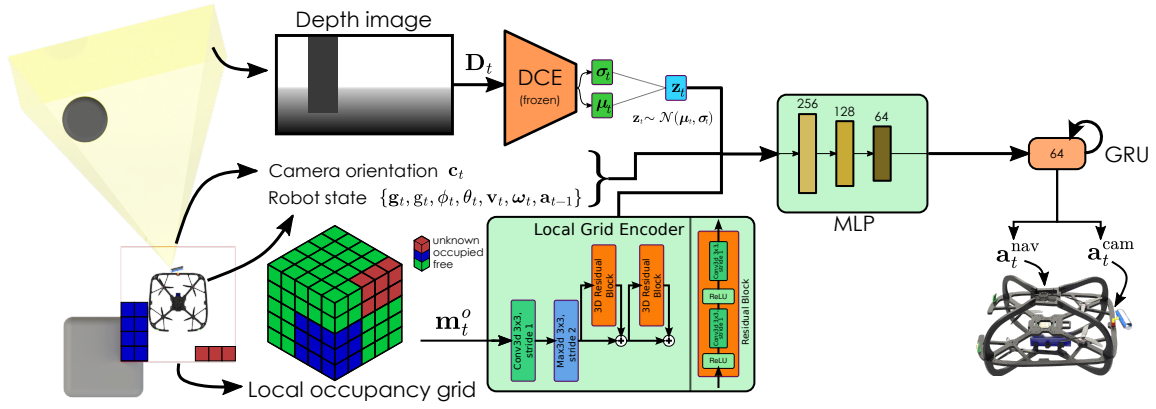 Depth image
D_t
DCE
(frozen)
σ_t
μ_t
z_t
z_t ~ N(μ_t, σ_t)
256
128
64
MLP
64
GRU
Camera orientation c_t
Robot state {g_t, g_t, ϕ_t, θ_t, v_t, ω_t, a_{t−1}}
unknown
occupied
free
m_t^o
Local occupancy grid
Local Grid Encoder
Conv3d 3x3,
stride 1
Max3d 3x3,
stride 2
3D Residual
Block
3D Residual
Block
Conv3d 3x3,
stride 1
ReLU
Conv3d 3x3,
stride 1
ReLU
Residual Block
a_t^nav
a_t^cam